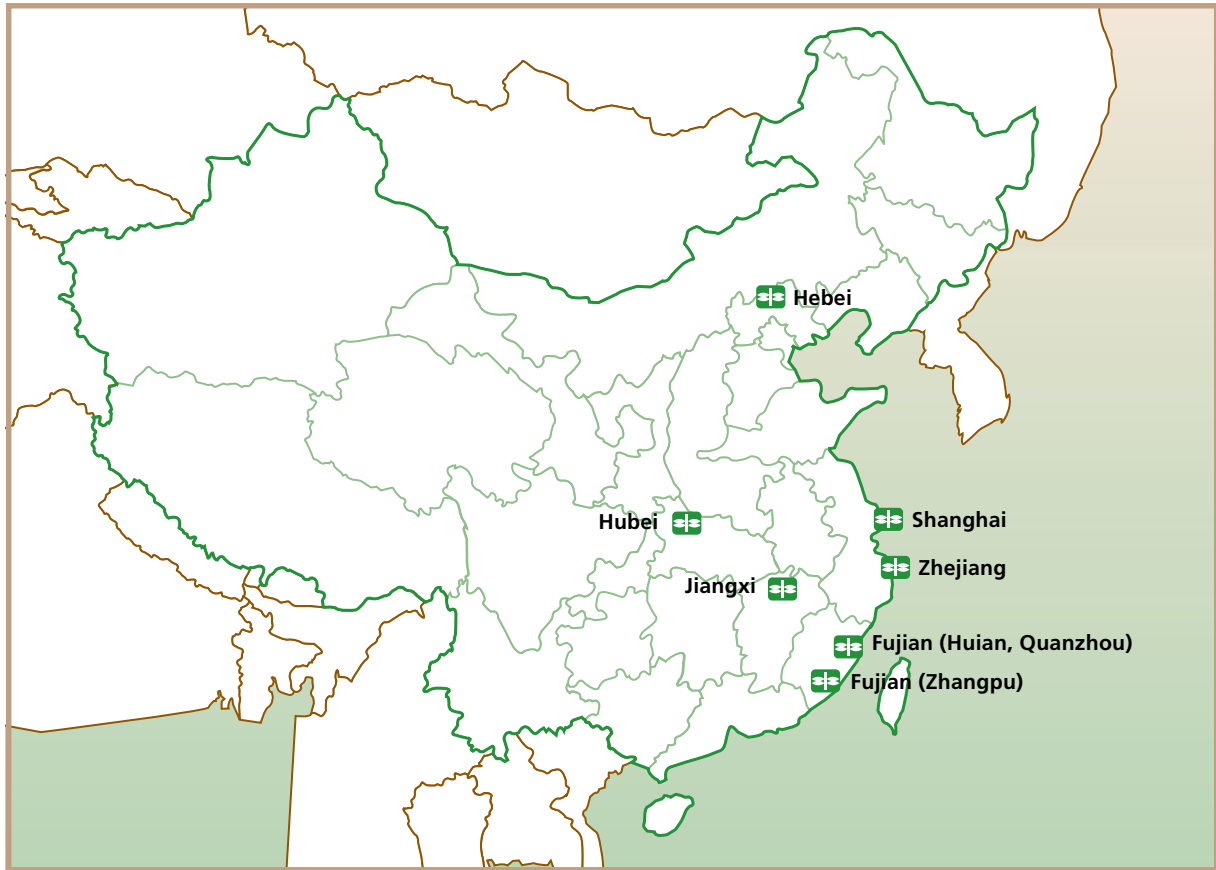 Hebei
Hubei
Shanghai
Zhejiang
Jiangxi
Fujian (Huian, Quanzhou)
Fujian (Zhangpu)